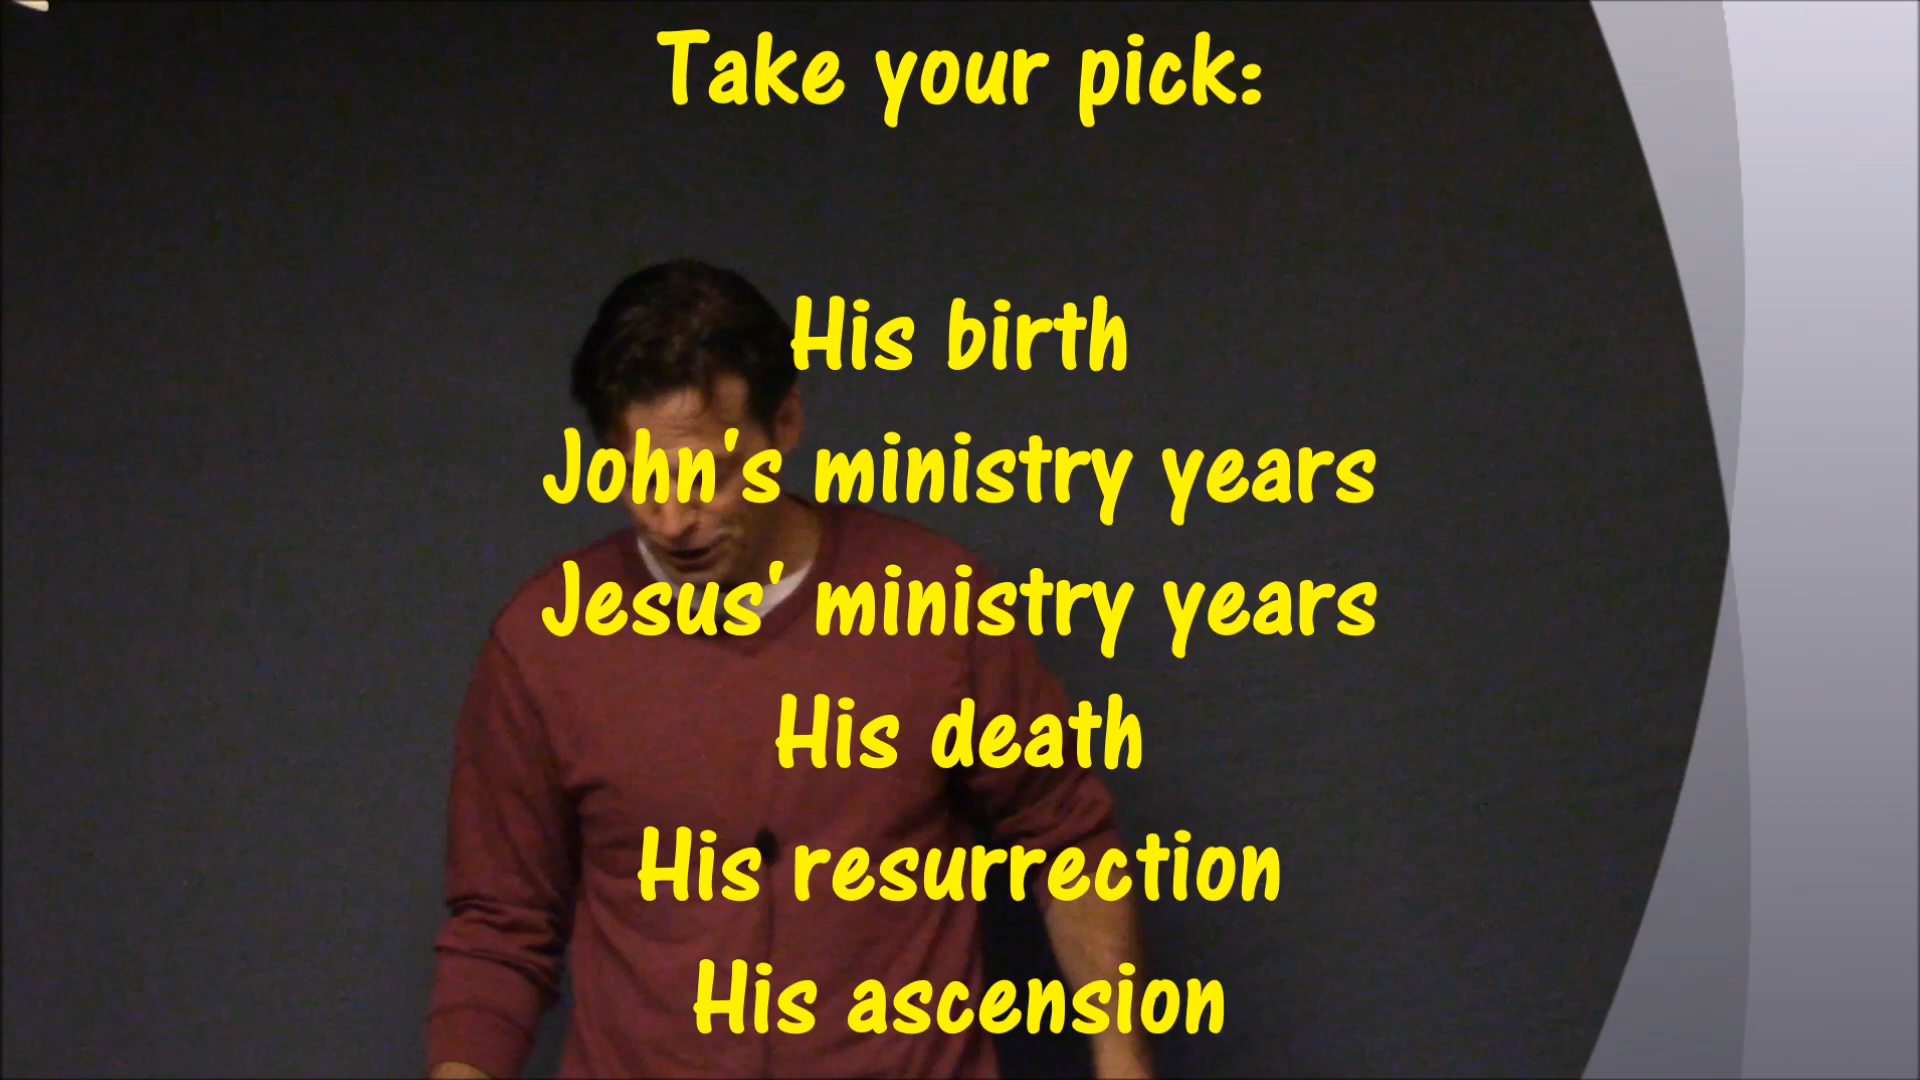 Take your pick:
His birth
John's ministry years
Jesus' ministry years
His death
His resurrection
His ascension